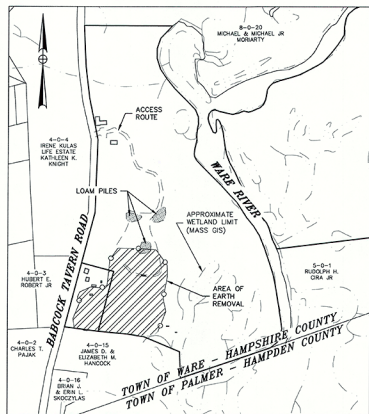 8-0-20
MICHAEL & MICHAEL JR
MORIARTY
ACCESS
ROUTE
4-0-4
IRENE KULAS
LIFE ESTATE
KATHLEEN K.
KNIGHT
LOAM PILES
WARE RIVER
APPROXIMATE
WETLAND LIMIT
(MASS GIS)
BABCOCK TAVERN ROAD
5-0-1
RUDOLPH H.
CIRA JR
4-0-3
HUBERT E.
ROBERT JR
AREA OF
EARTH
REMOVAL
4-0-2
CHARLES T.
PAJAK
4-0-15
JAMES D. &
ELIZABETH M.
HANCOCK
TOWN OF WARE - HAMPSHIRE COUNTY
TOWN OF PALMER - HAMPDEN COUNTY
4-0-16
BRIAN J.
& ERIN L.
SKOCZYLAS